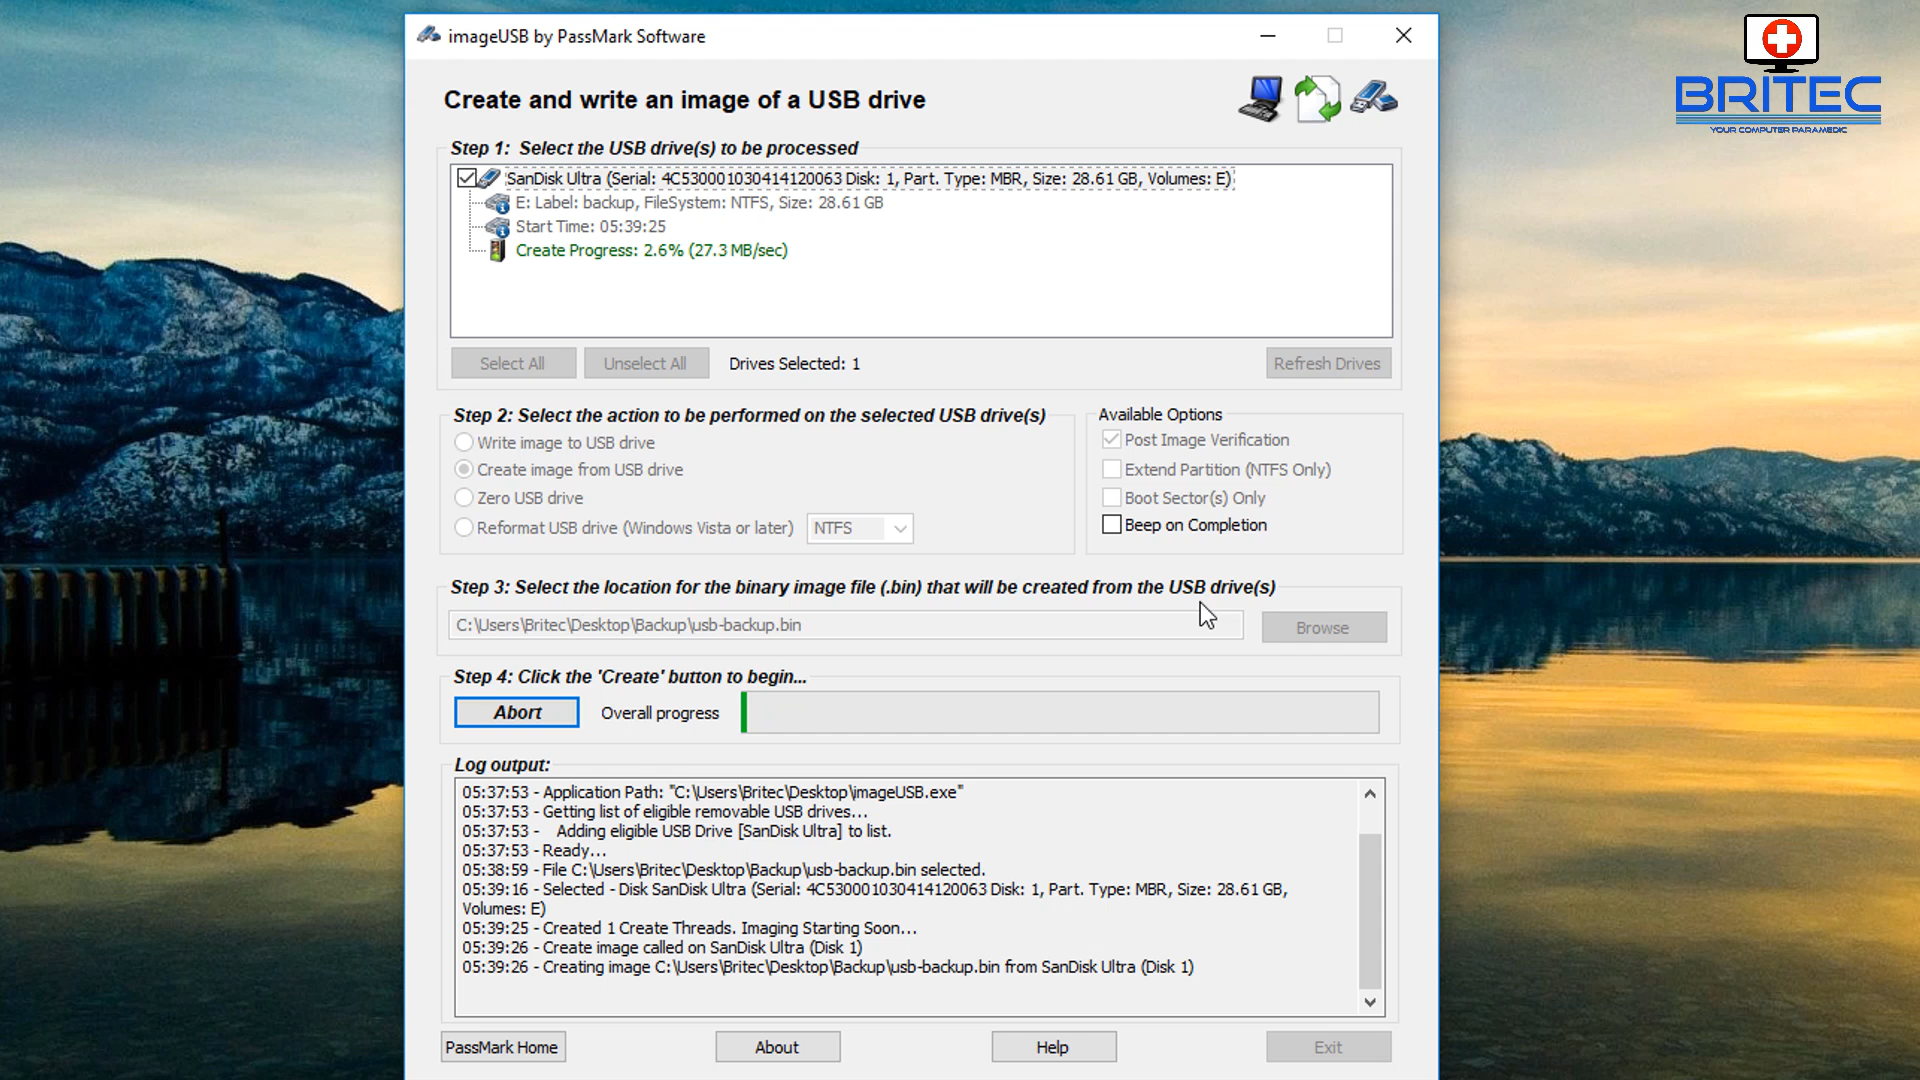 imageUSB by PassMark Software
BRITEC
YOUR COMPUTER PARAMEDIC
Create and write an image of a USB drive
Step 1: Select the USB drive(s) to be processed
SanDisk Ultra (Serial: 4C530001030414120063 Disk: 1, Part. Type: MBR, Size: 28.61 GB, Volumes: E)
E: Label: backup, FileSystem: NTFS, Size: 28.61 GB
Start Time: 05:39:25
Create Progress: 2.6% (27.3 MB/sec)
Select All
Unselect All
Drives Selected: 1
Refresh Drives
Step 2: Select the action to be performed on the selected USB drive(s)
Write image to USB drive
Create image from USB drive
Zero USB drive
Reformat USB drive (Windows Vista or later)
NTFS
Available Options
Post Image Verification
Extend Partition (NTFS Only)
Boot Sector(s) Only
Beep on Completion
Step 3: Select the location for the binary image file (.bin) that will be created from the USB drive(s)
C:\Users\Britec\Desktop\Backup\usb-backup.bin
Browse
Step 4: Click the 'Create' button to begin...
Abort
Overall progress
Log output:
05:37:53 - Application Path: "C:\Users\Britec\Desktop\imageUSB.exe"
05:37:53 - Getting list of eligible removable USB drives...
05:37:53 - Adding eligible USB Drive [SanDisk Ultra] to list.
05:37:53 - Ready...
05:38:59 - File C:\Users\Britec\Desktop\Backup\usb-backup.bin selected.
05:39:16 - Selected - Disk SanDisk Ultra (Serial: 4C530001030414120063 Disk: 1, Part. Type: MBR, Size: 28.61 GB,
Volumes: E)
05:39:25 - Created 1 Create Threads. Imaging Starting Soon...
05:39:26 - Create image called on SanDisk Ultra (Disk 1)
05:39:26 - Creating image C:\Users\Britec\Desktop\Backup\usb-backup.bin from SanDisk Ultra (Disk 1)
PassMark Home
About
Help
Exit